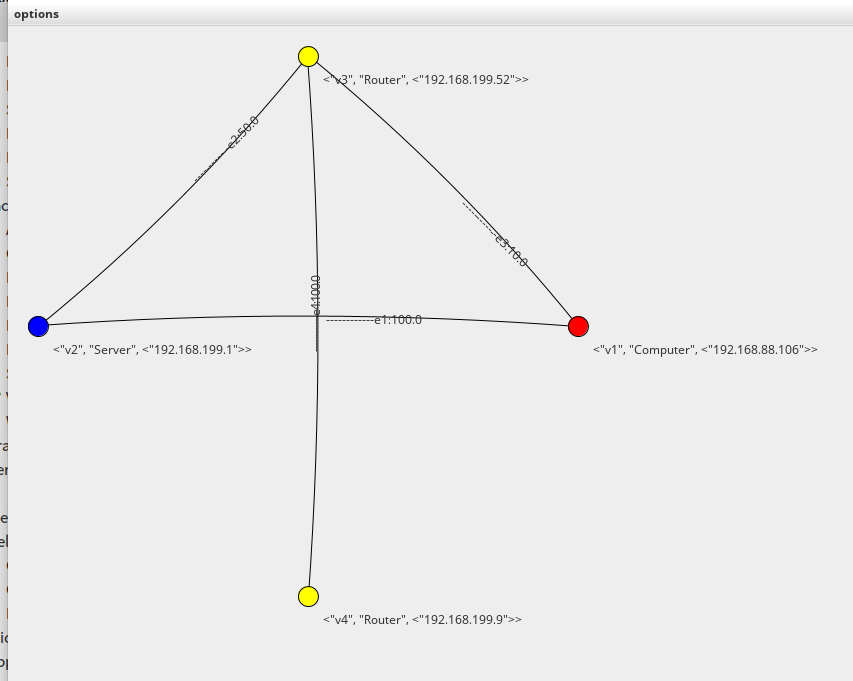 options
<"v3", "Router", <"192.168.199.52">>
----------e2:50.0
----------e3:10.0
----------e4:100.0
----------e1:100.0
<"v2", "Server", <"192.168.199.1">>
<"v1", "Computer", <"192.168.88.106">>
<"v4", "Router", <"192.168.199.9">>